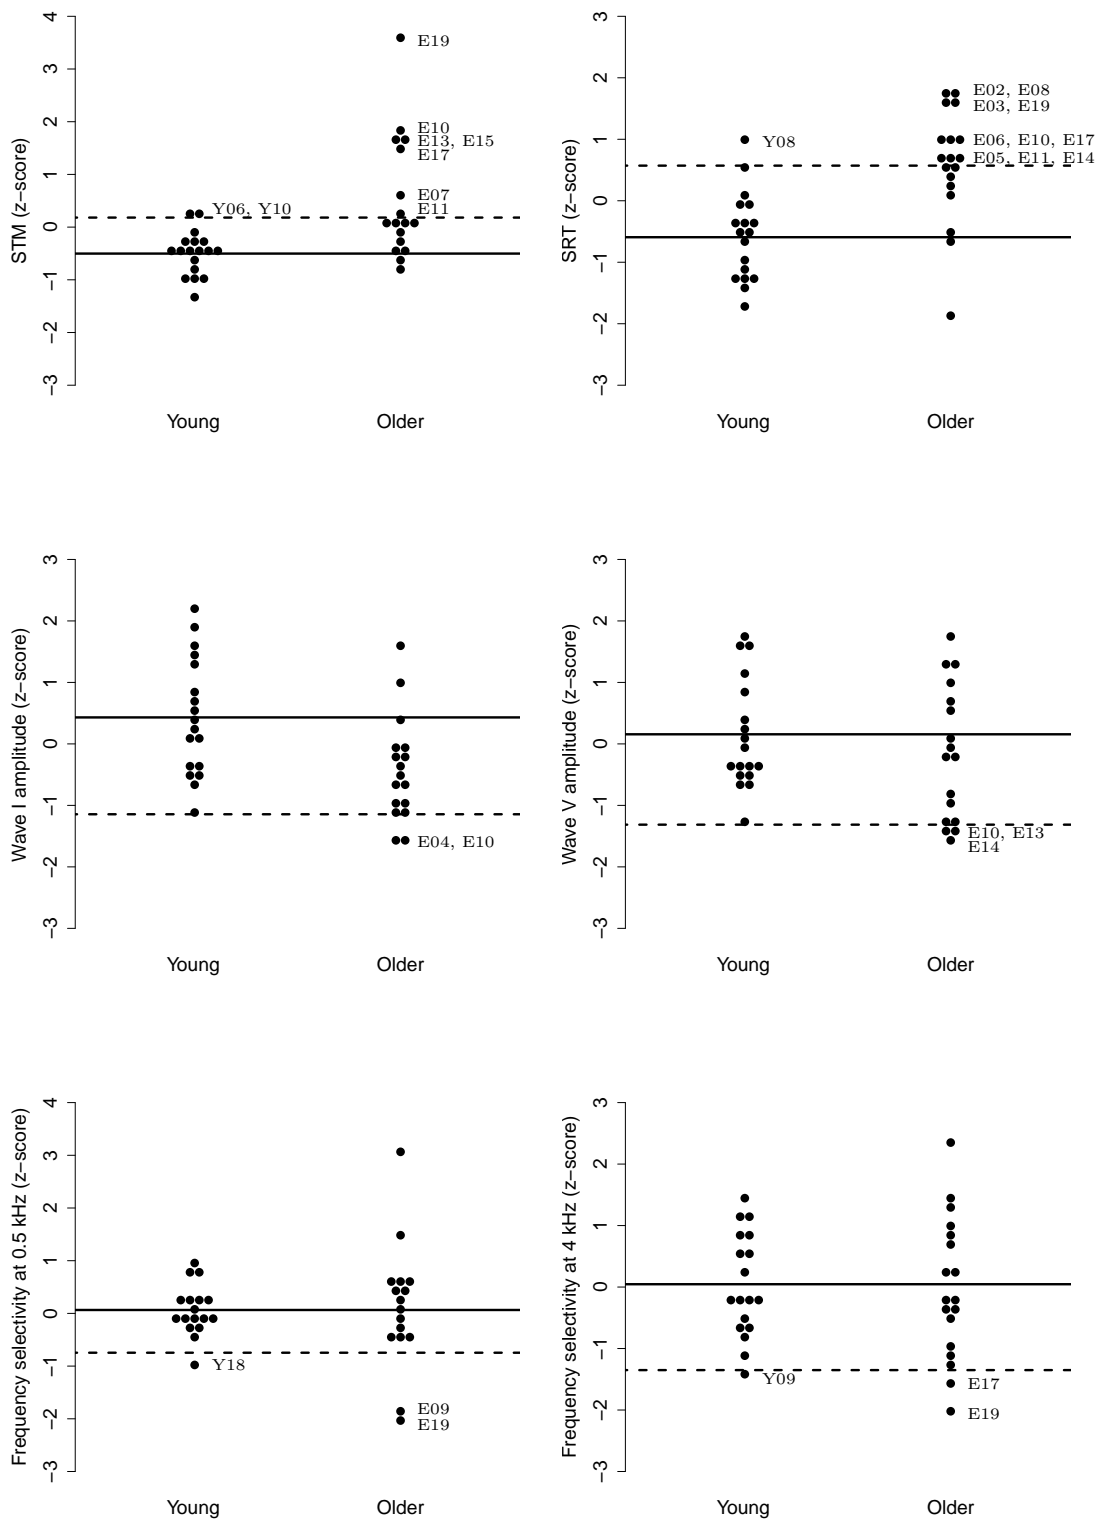 STM (z−score)
4
3
2
1
0
−1
−2
−3
E19
E10
E13, E15
E17
E07
E11
Y06, Y10
Young
Older
SRT (z−score)
3
2
1
0
−1
−2
−3
E02, E08
E03, E19
Y08
E06, E10, E17
E05, E11, E14
Young
Older
Wave I amplitude (z−score)
3
2
1
0
−1
−2
−3
E04, E10
Young
Older
Wave V amplitude (z−score)
3
2
1
0
−1
−2
−3
E10, E13
E14
Young
Older
Frequency selectivity at 0.5 kHz (z−score)
4
3
2
1
0
−1
−2
−3
Y18
E09
E19
Young
Older
Frequency selectivity at 4 kHz (z−score)
3
2
1
0
−1
−2
−3
Y09
E17
E19
Young
Older